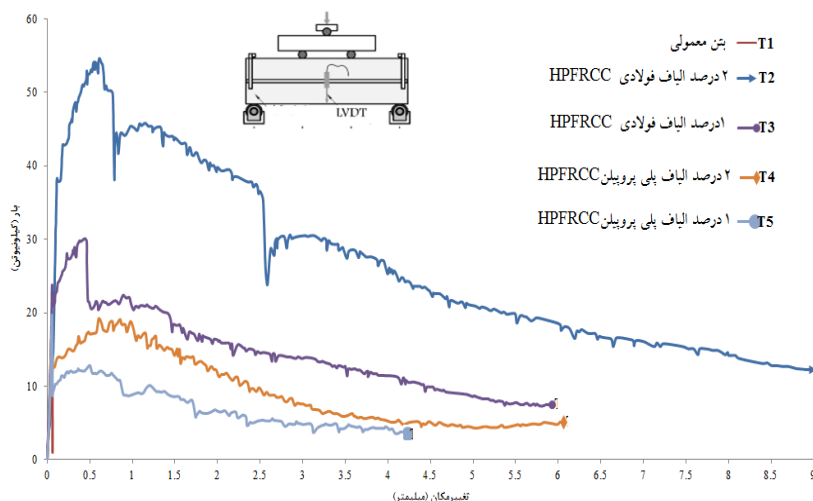 60
50
40
30
20
10
0
بار (کیلونیوتن)
0 0.5 1 1.5 2 2.5 3 3.5 4 4.5 5 5.5 6 6.5 7 7.5 8 8.5 9
تغییرمکان (میلیمتر)
LVDT
T1 بتن معمولی
T2 ۲ درصد الیاف فولادی HPFRCC
T3 ۱درصد الیاف فولادی HPFRCC
T4 ۲ درصد الیاف پلی پروپیلنHPFRCC
T5 ۱ درصد الیاف پلی پروپیلنHPFRCC